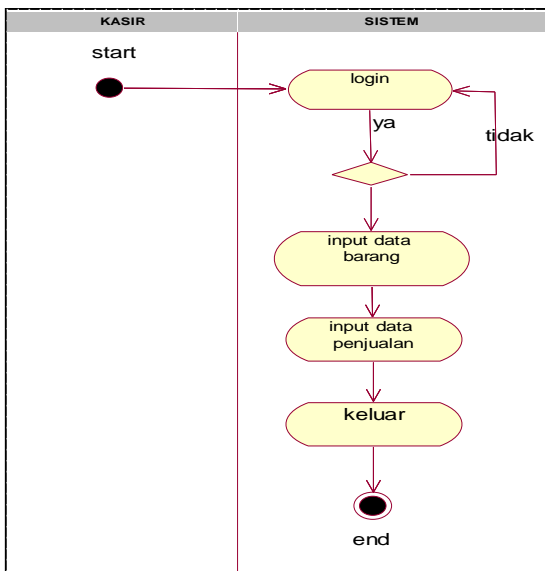 KASIR
SISTEM
start
login
ya
tidak
input data
barang
input data
penjualan
keluar
end